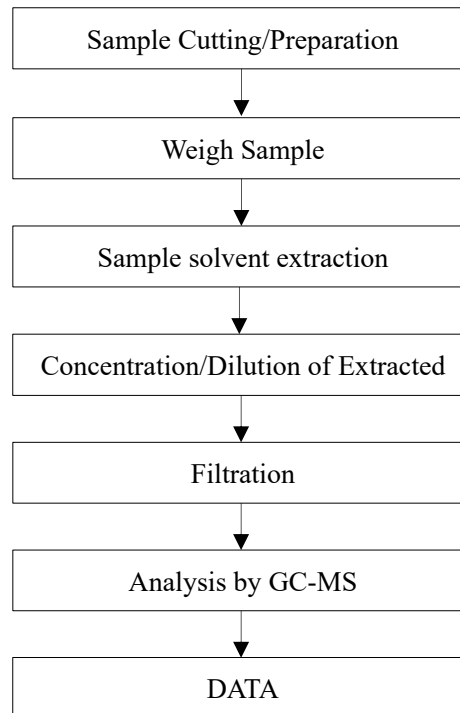 Sample Cutting/Preparation
Weigh Sample
Sample solvent extraction
Concentration/Dilution of Extracted
Filtration
Analysis by GC-MS
DATA